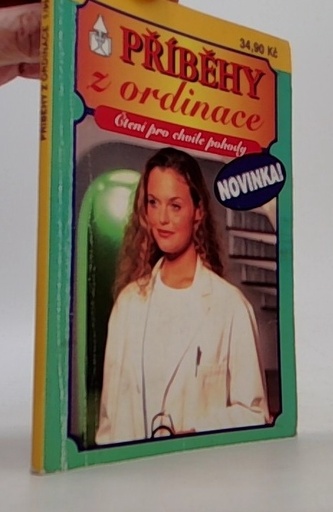 34,90 Kč
PŘÍBĚHY
z ordinace
Čtení pro chvíle pohody
NOVINKA!
PŘÍBĚHY Z ORDINACE